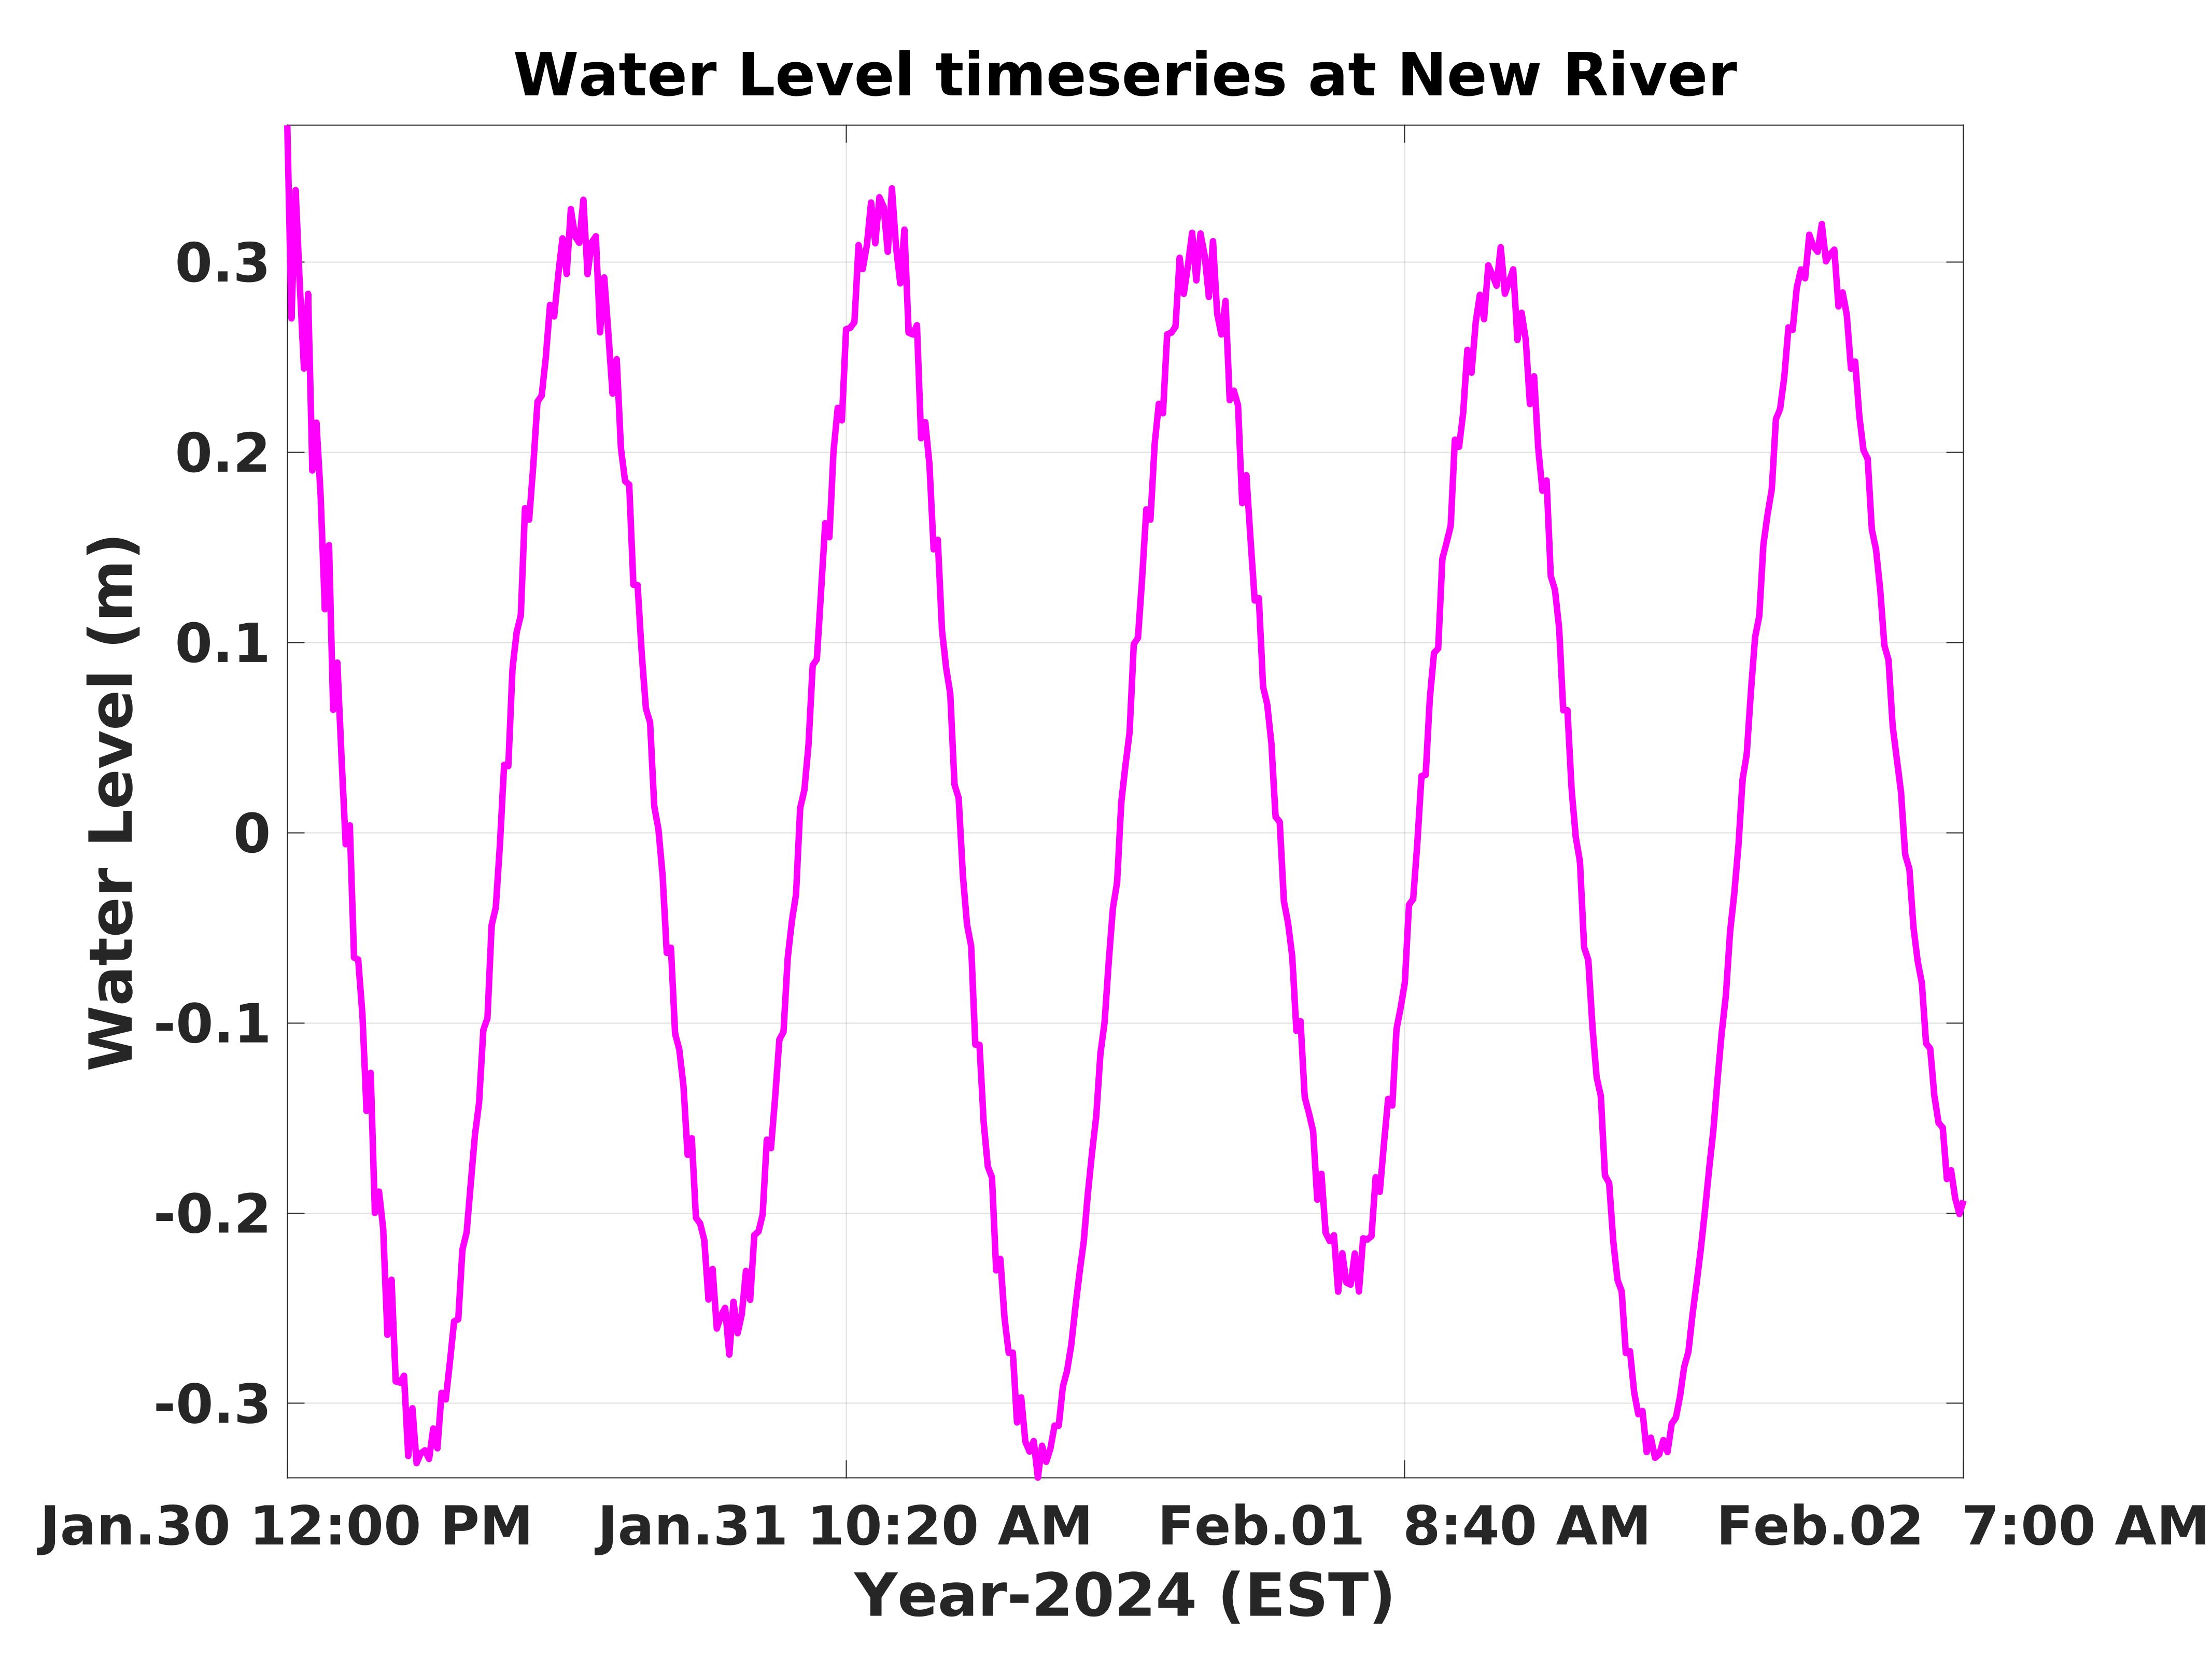 Water Level timeseries at New River
Water Level (m)
0.3
0.2
0.1
0
-0.1
-0.2
-0.3
Jan.30 12:00 PM Jan.31 10:20 AM Feb.01 8:40 AM Feb.02 7:00 AM
Year-2024 (EST)